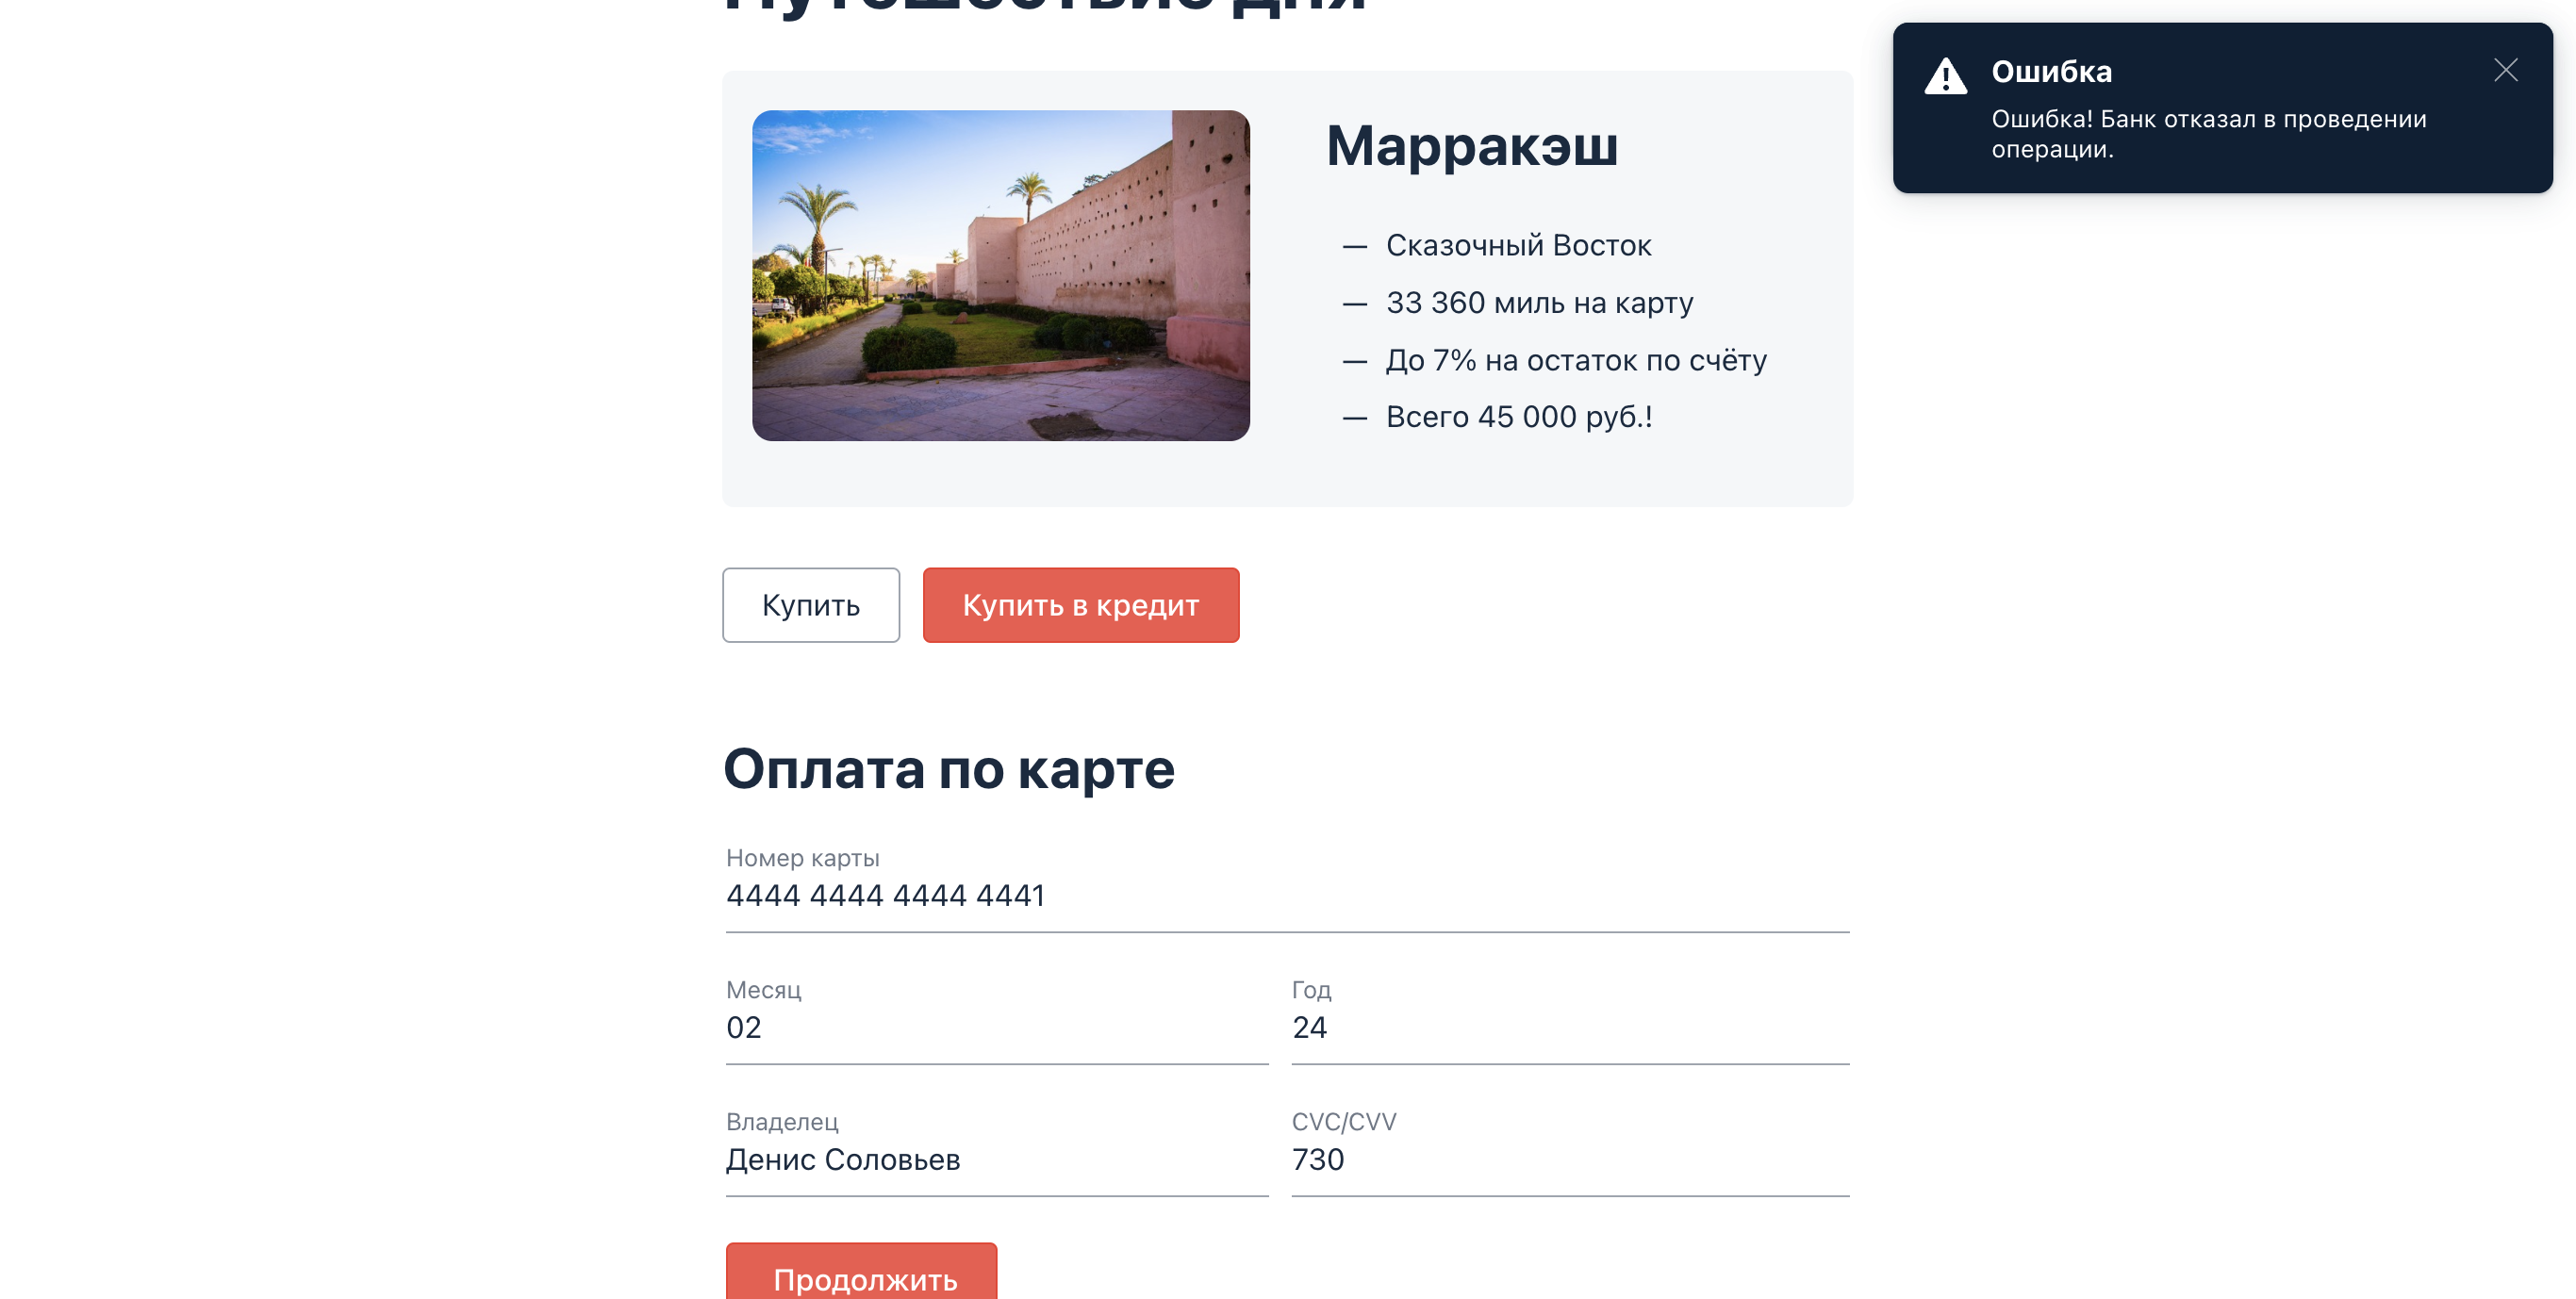 Путешествие дня
Ошибка
Ошибка! Банк отказал в проведении
операции.
Марракэш
— Сказочный Восток
— 33 360 миль на карту
— До 7% на остаток по счёту
— Всего 45 000 руб.!
Купить
Купить в кредит
Оплата по карте
Номер карты
4444 4444 4444 4441
Месяц
Год
02
24
Владелец
CVC/CVV
Денис Соловьев
730
Продолжить